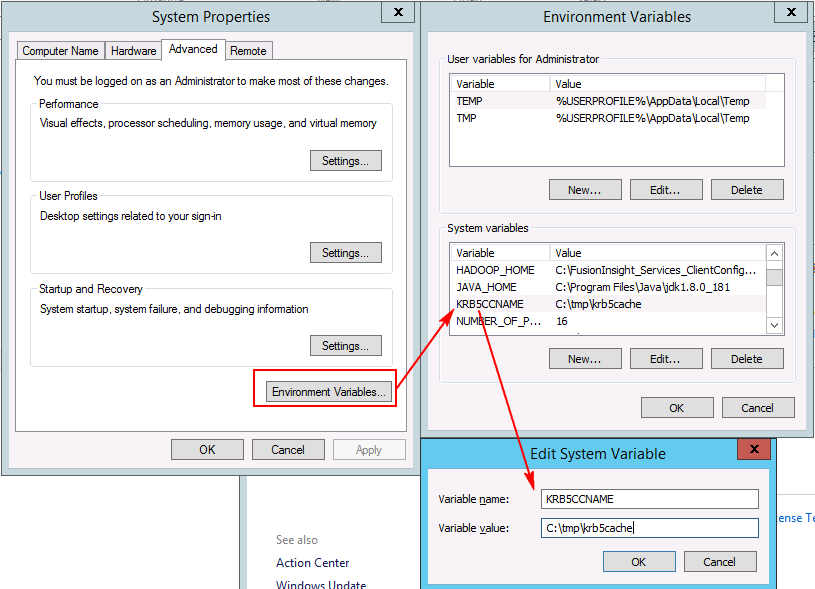 System Properties
X
Computer Name
Hardware
Advanced
Remote
You must be logged on as an Administrator to make most of these changes.
Performance
Visual effects, processor scheduling, memory usage, and virtual memory
Settings...
User Profiles
Desktop settings related to your sign-in
Settings...
Startup and Recovery
System startup, system failure, and debugging information
Settings...
Environment Variables...
OK
Cancel
Apply
See also
Action Center
Windows Update
Environment Variables
X
User variables for Administrator
Variable Value
TEMP %USERPROFILE%\AppData\Local\Temp
TMP %USERPROFILE%\AppData\Local\Temp
New...
Edit...
Delete
System variables
Variable Value
HADOOP_HOME C:\FusionInsight_Services_ClientConfig...
JAVA_HOME C:\Program Files\Java\jdk1.8.0_181
KRB5CCNAME C:\tmp\krb5cache
NUMBER_OF_P... 16
New...
Edit...
Delete
OK
Cancel
Edit System Variable
X
Variable name: KRB5CCNAME
Variable value: C:\tmp\krb5cache
OK
Cancel